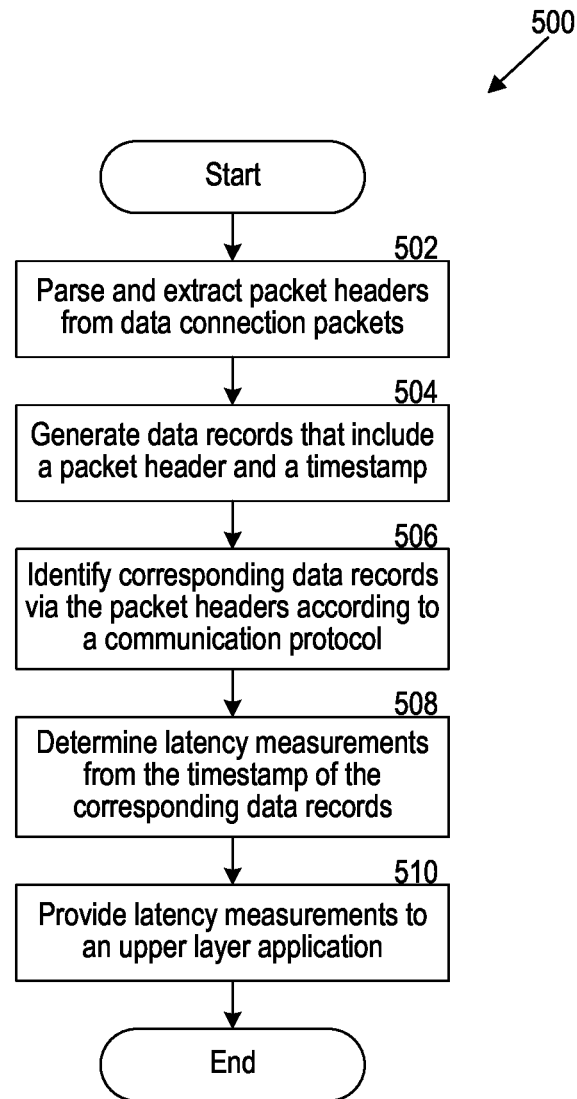 500
Start
502
Parse and extract packet headers
from data connection packets
504
Generate data records that include
a packet header and a timestamp
506
Identify corresponding data records
via the packet headers according to
a communication protocol
508
Determine latency measurements
from the timestamp of the
corresponding data records
510
Provide latency measurements to
an upper layer application
End